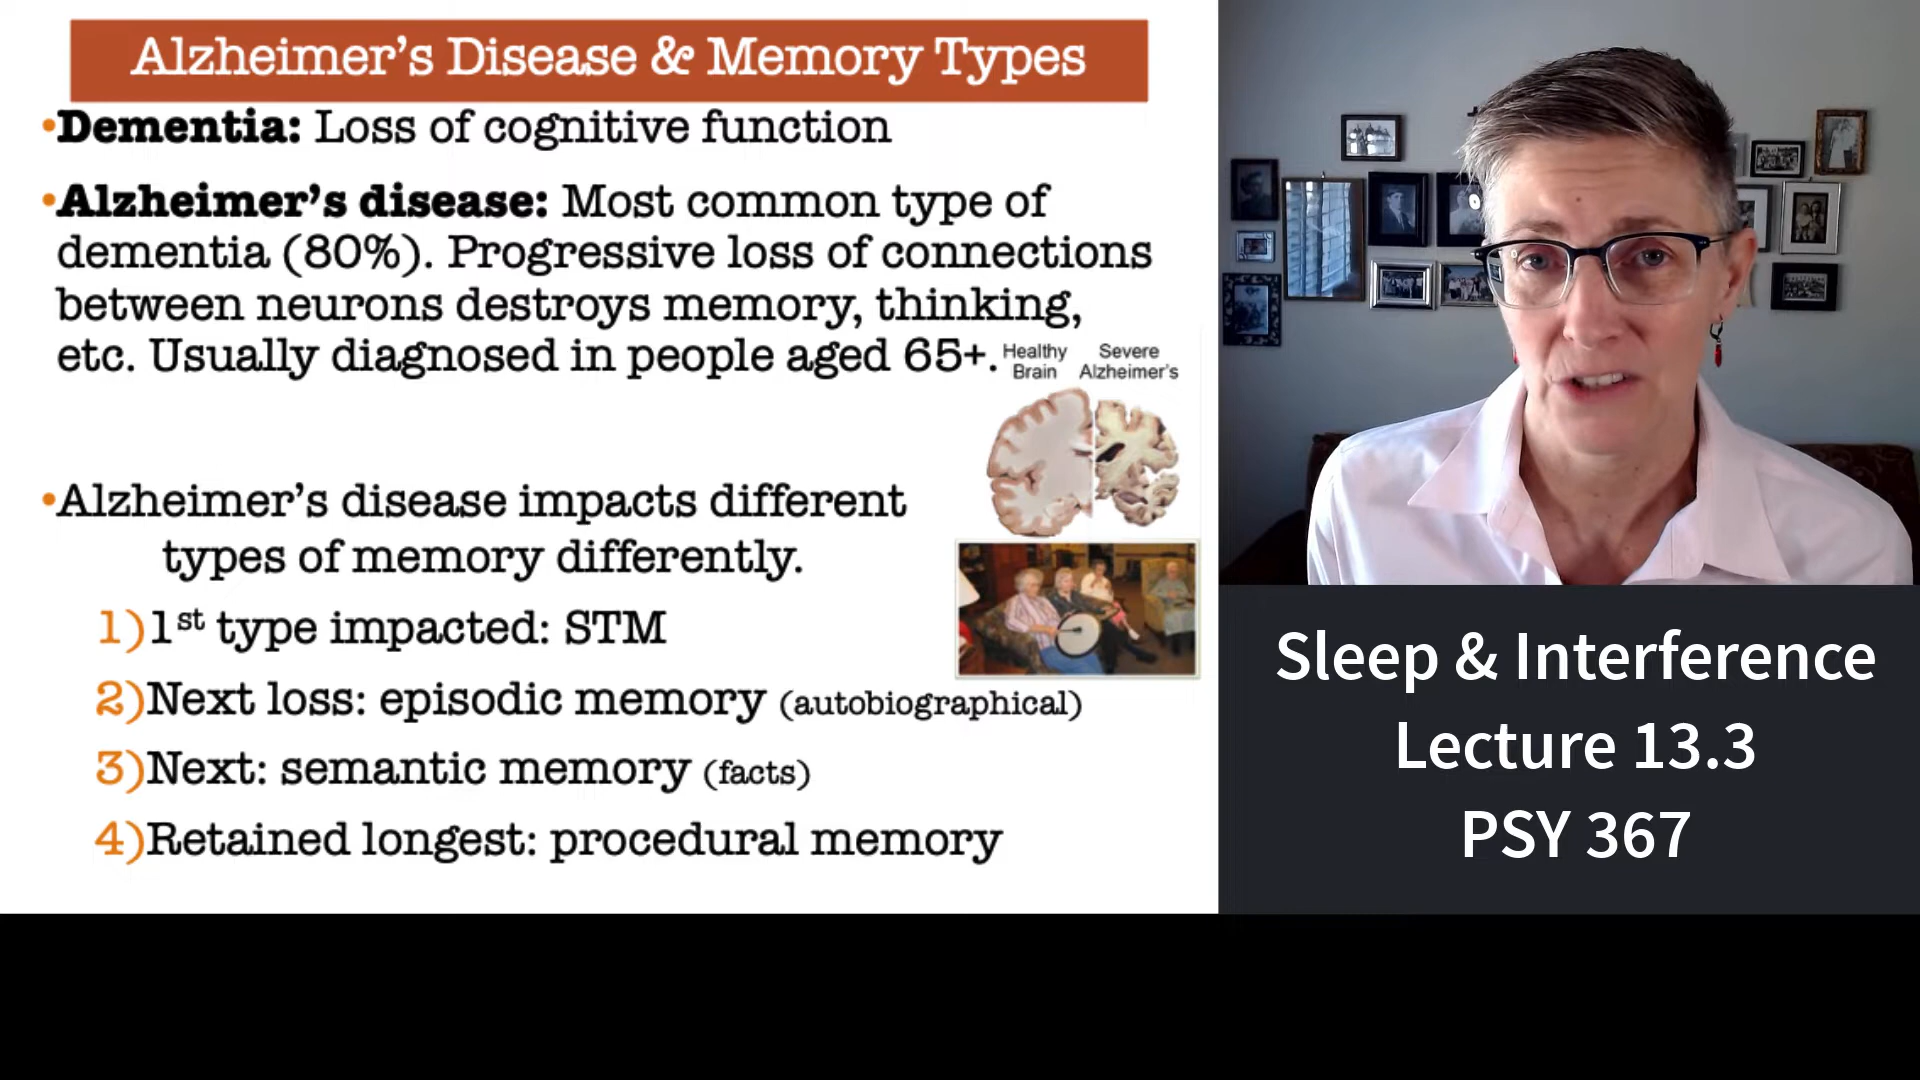 Alzheimer’s Disease & Memory Types
•Dementia: Loss of cognitive function
•Alzheimer’s disease: Most common type of
dementia (80%). Progressive loss of connections
between neurons destroys memory, thinking,
etc. Usually diagnosed in people aged 65+.
Healthy
Brain
Severe
Alzheimer's
•Alzheimer’s disease impacts different
types of memory differently.
1)1st type impacted: STM
2)Next loss: episodic memory (autobiographical)
3)Next: semantic memory (facts)
4)Retained longest: procedural memory
Sleep & Interference
Lecture 13.3
PSY 367